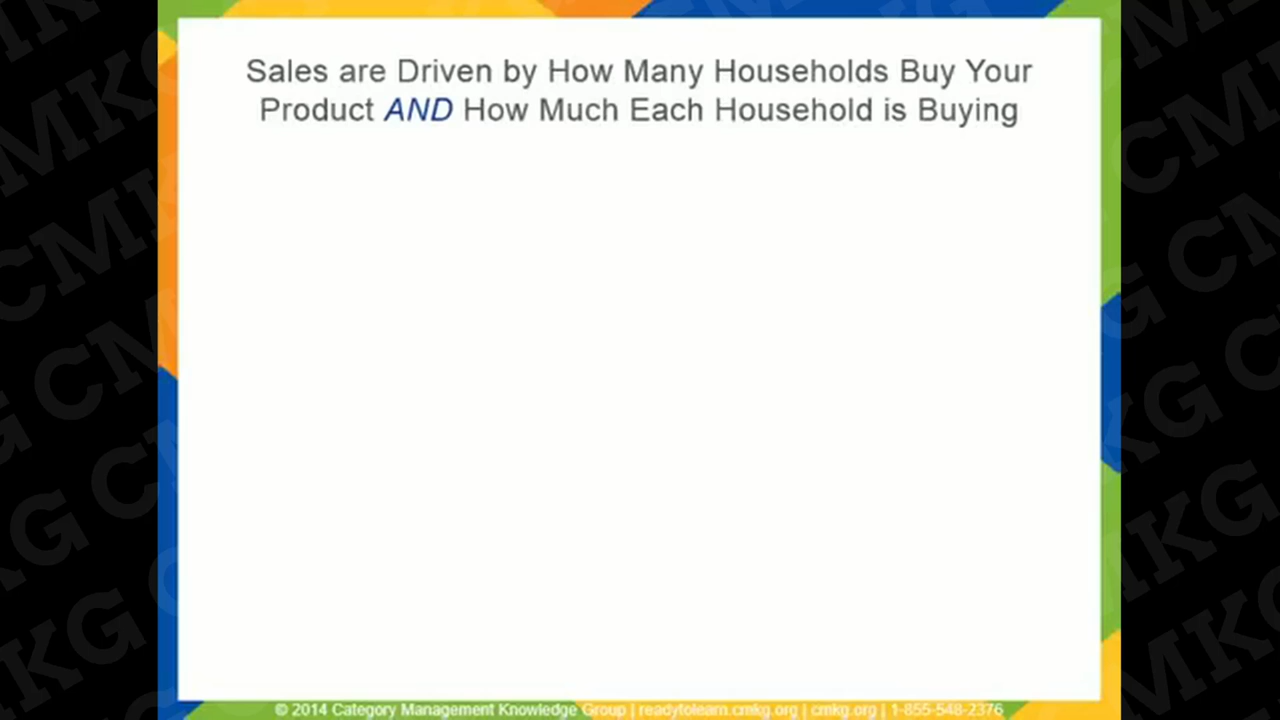 Sales are Driven by How Many Households Buy Your
Product AND How Much Each Household is Buying
© 2014 Category Management Knowledge Group | readytolearn.cmkg.org | cmkg.org | 1-855-548-2376